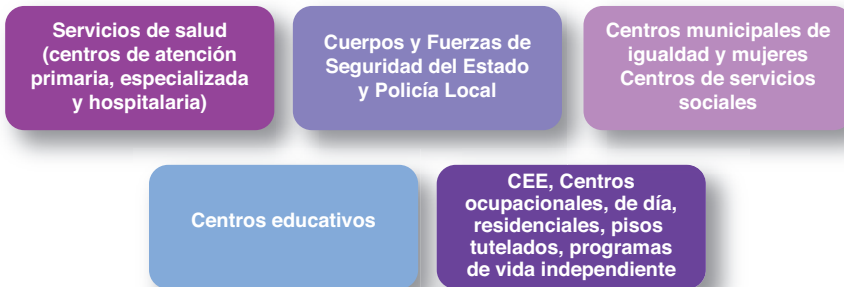 Servicios de salud
(centros de atención
primaria, especializada
y hospitalaria)
Cuerpos y Fuerzas de
Seguridad del Estado
y Policía Local
Centros municipales de
igualdad y mujeres
Centros de servicios
sociales
Centros educativos
CEE, Centros
ocupacionales, de día,
residenciales, pisos
tutelados, programas
de vida independiente